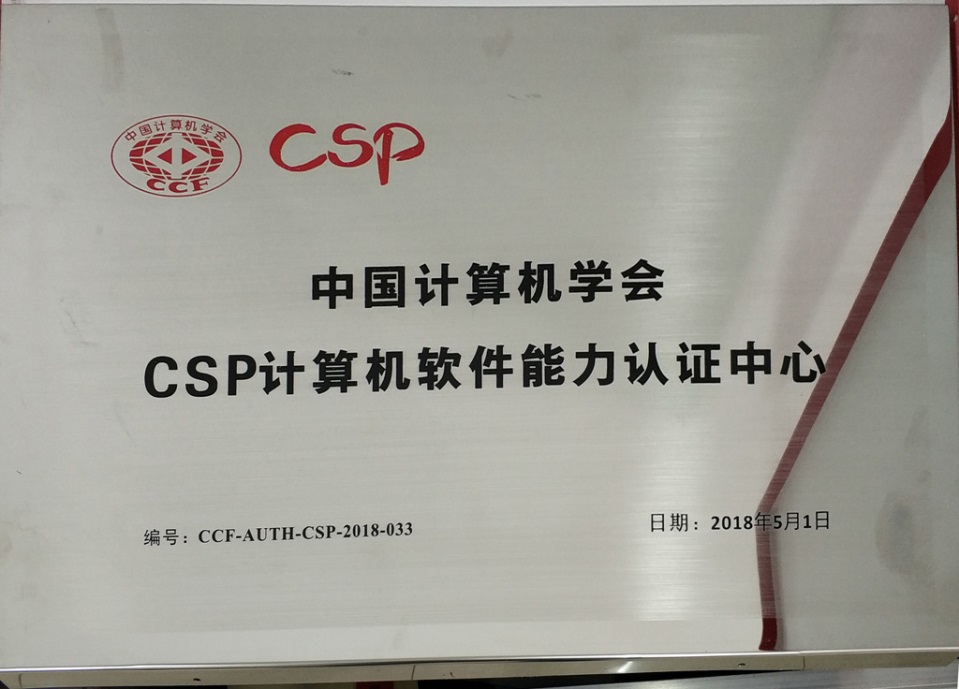 中国计算机学会
CCF
CSP
中国计算机学会
CSP计算机软件能力认证中心
编号：CCF-AUTH-CSP-2018-033
日期：2018年5月1日